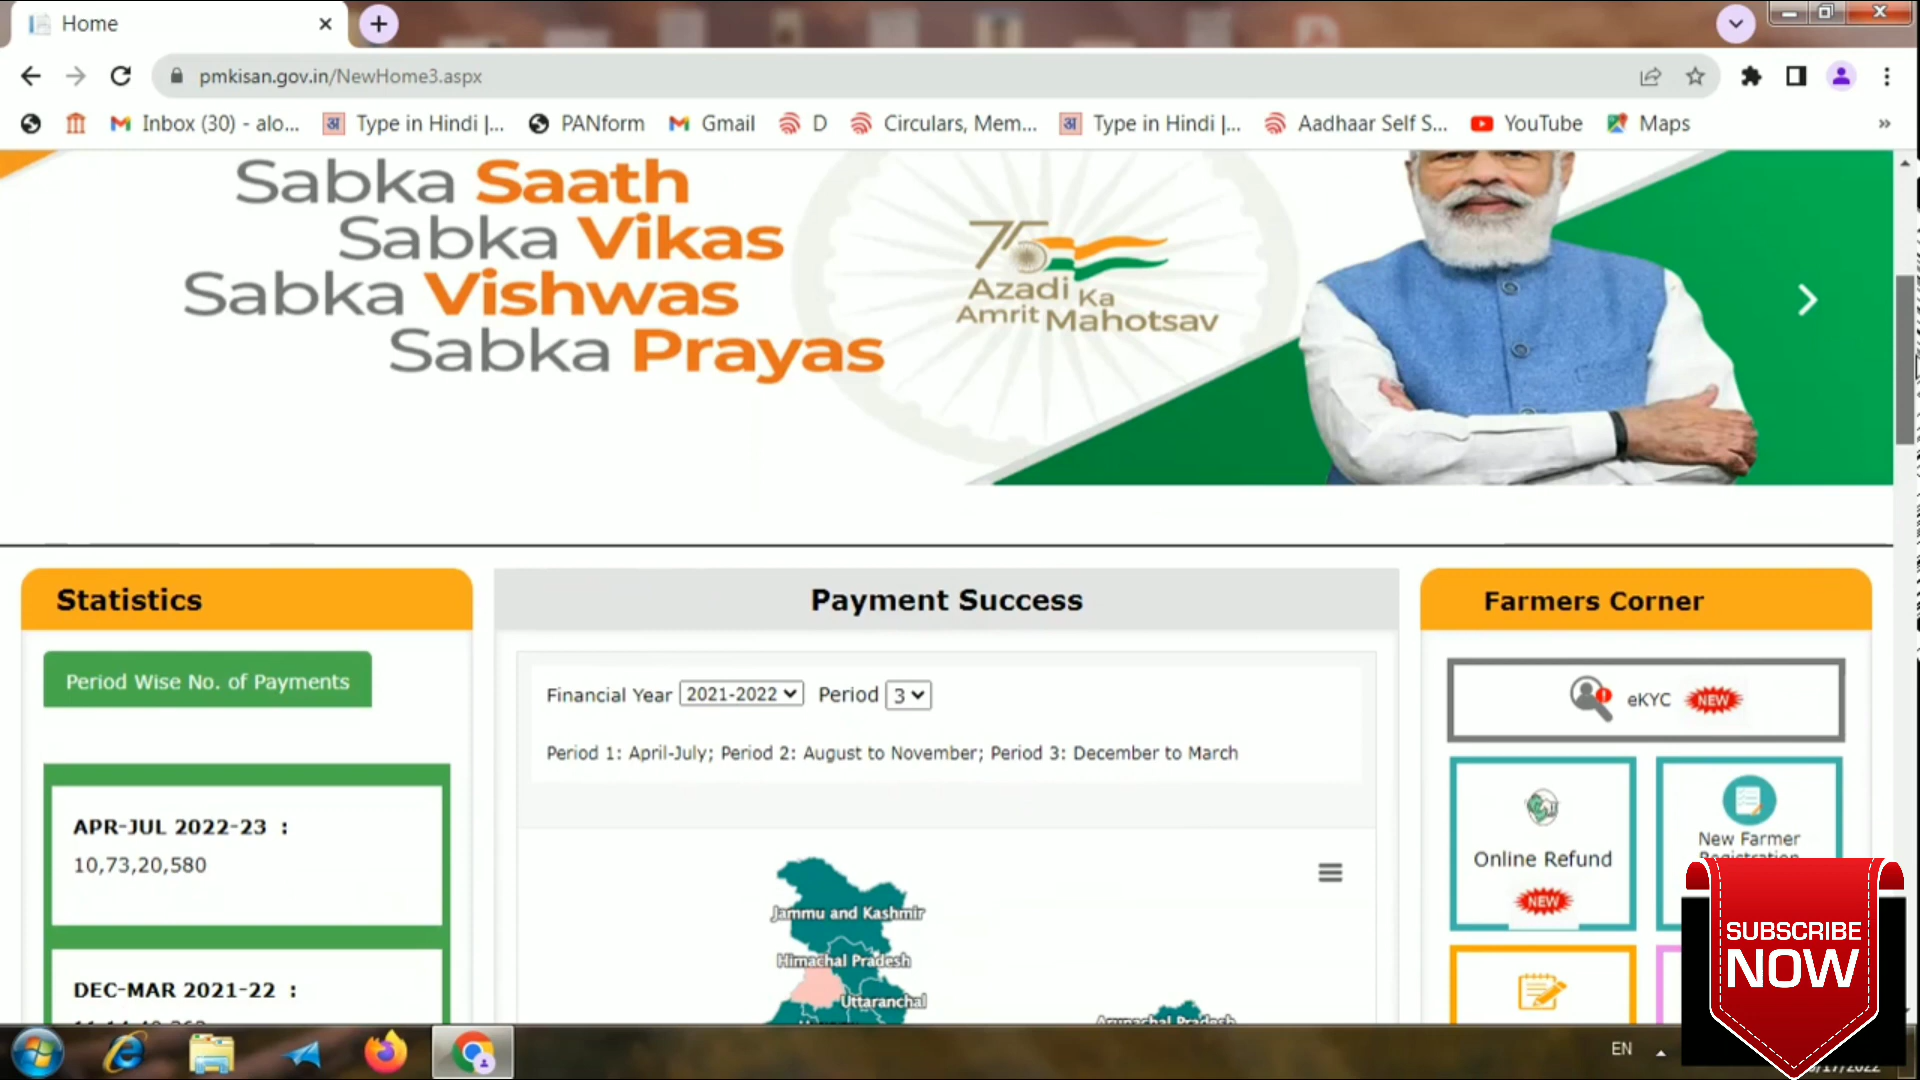 Home
pmkisan.gov.in/NewHome3.aspx
Inbox (30) - alo...
अ
Type in Hindi |...
PANform
Gmail
D
Circulars, Mem...
अ
Type in Hindi |...
Aadhaar Self S...
YouTube
Maps
»
Sabka Saath
Sabka Vikas
Sabka Vishwas
Sabka Prayas
75
Azadi Ka
Amrit Mahotsav
Statistics
Period Wise No. of Payments
APR-JUL 2022-23 :
10,73,20,580
DEC-MAR 2021-22 :
Payment Success
Financial Year 2021-2022 Period 3
Period 1: April-July; Period 2: August to November; Period 3: December to March
Jammu and Kashmir
Himachal Pradesh
Uttaranchal
Arunachal Pradesh
Farmers Corner
eKYC NEW
Online Refund
NEW
New Farmer
Registration
SUBSCRIBE
NOW
EN